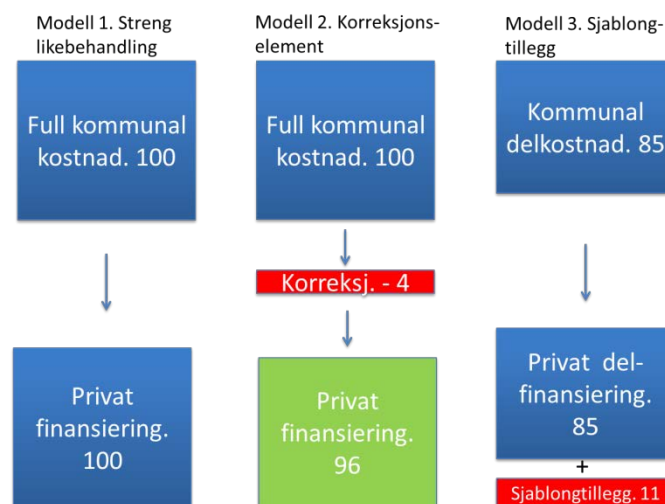 Modell 1. Streng
likebehandling
Full kommunal
kostnad. 100
Privat
finansiering.
100
Modell 2. Korreksjons-
element
Full kommunal
kostnad. 100
Korreksj. - 4
Privat
finansiering.
96
Modell 3. Sjablong-
tillegg
Kommunal
delkostnad. 85
Privat del-
finansiering.
85
+
Sjablongtillegg. 11